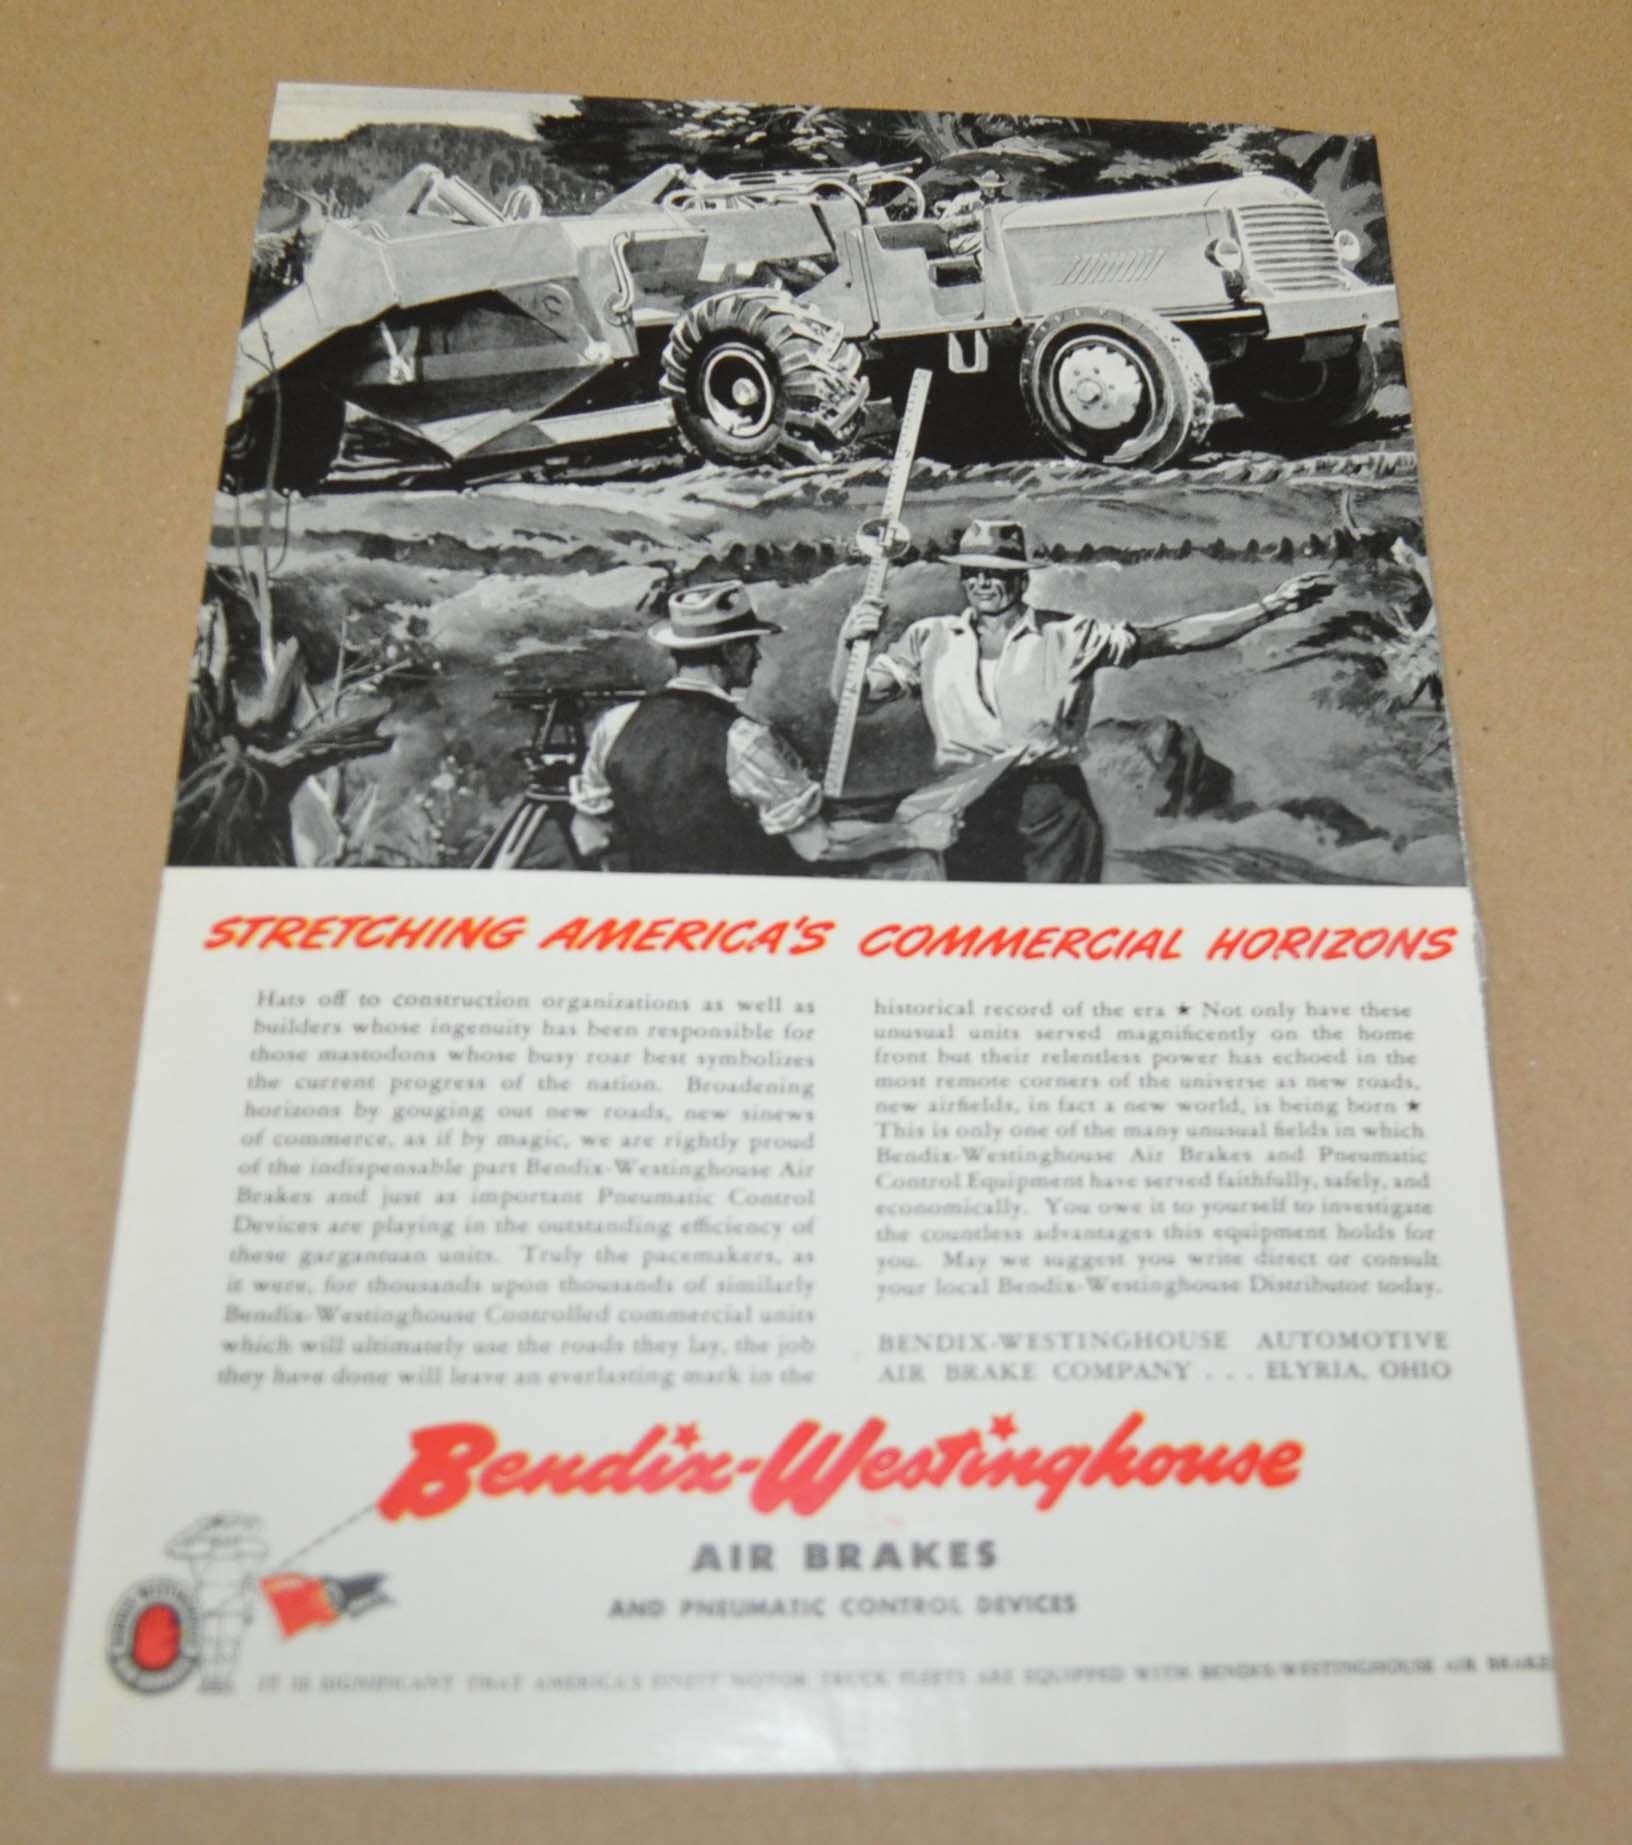 STRETCHING AMERICA'S COMMERCIAL HORIZONS
Hats off to construction organizations as well as
builders whose ingenuity has been responsible for
those mastodons whose busy roar best symbolizes
the current progress of the nation. Broadening
horizons by gouging out new roads, new sinews
of commerce, as if by magic, we are rightly proud
of the indispensable part Bendix-Westinghouse Air
Brakes and just as important Pneumatic Control
Devices are playing in the outstanding efficiency of
these gargantuan units. Truly the pacemakers, as
it were, for thousands upon thousands of similarly
Bendix-Westinghouse Controlled commercial units
which will ultimately use the roads they lay, the job
they have done will leave an everlasting mark in the
historical record of the era ★ Not only have these
unusual units served magnificently on the home
front but their relentless power has echoed in the
most remote corners of the universe as new roads,
new airfields, in fact a new world, is being born ★
This is only one of the many unusual fields in which
Bendix-Westinghouse Air Brakes and Pneumatic
Control Equipment have served faithfully, safely, and
economically. You owe it to yourself to investigate
the countless advantages this equipment holds for
you. May we suggest you write direct or consult
your local Bendix-Westinghouse Distributor today.
BENDIX-WESTINGHOUSE AUTOMOTIVE
AIR BRAKE COMPANY . . . ELYRIA, OHIO
Bendix-Westinghouse
AIR BRAKES
AND PNEUMATIC CONTROL DEVICES
BENDIX WESTINGHOUSE
AIR BRAKES
IT IS SIGNIFICANT THAT AMERICA'S FINEST MOTOR TRUCK FLEETS ARE EQUIPPED WITH BENDIX-WESTINGHOUSE AIR BRAKE